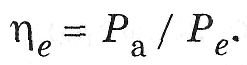 ηₑ = Pₐ / Pₑ.